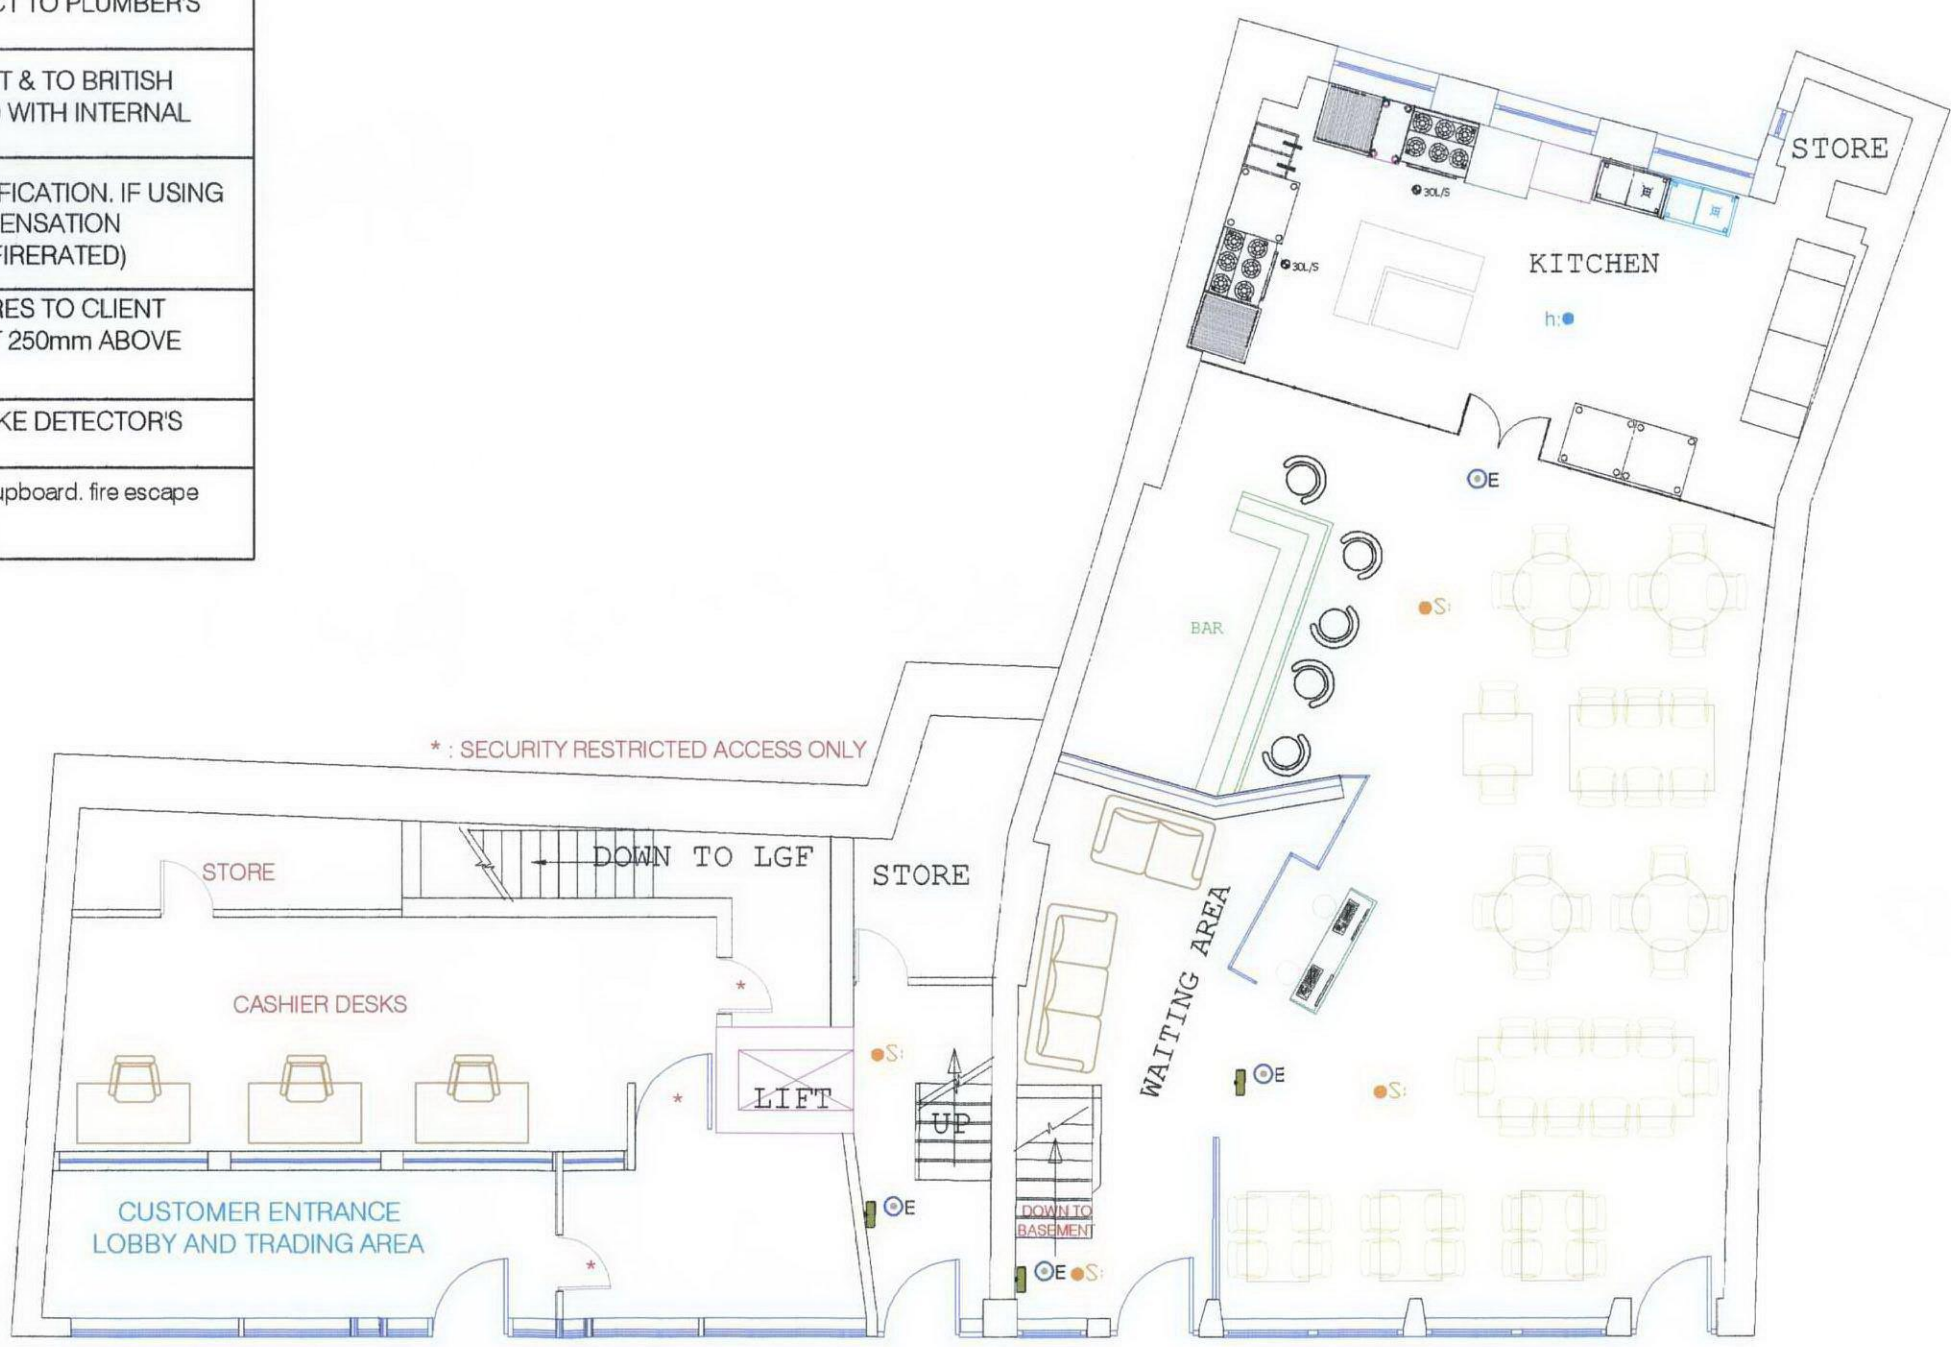 CT TO PLUMBER'S
T & TO BRITISH
WITH INTERNAL
FICATION. IF USING
ENSATION
FIRERATED)
RES TO CLIENT
250mm ABOVE
KE DETECTOR'S
upboard. fire escape
STORE
30L/S
30L/S
KITCHEN
h:
E
S:
BAR
* : SECURITY RESTRICTED ACCESS ONLY
STORE
DOWN TO LGF
STORE
WAITING AREA
CASHIER DESKS
*
*
LIFT
S:
UP
E
S:
CUSTOMER ENTRANCE
LOBBY AND TRADING AREA
*
E
DOWN TO
BASEMENT
E S: